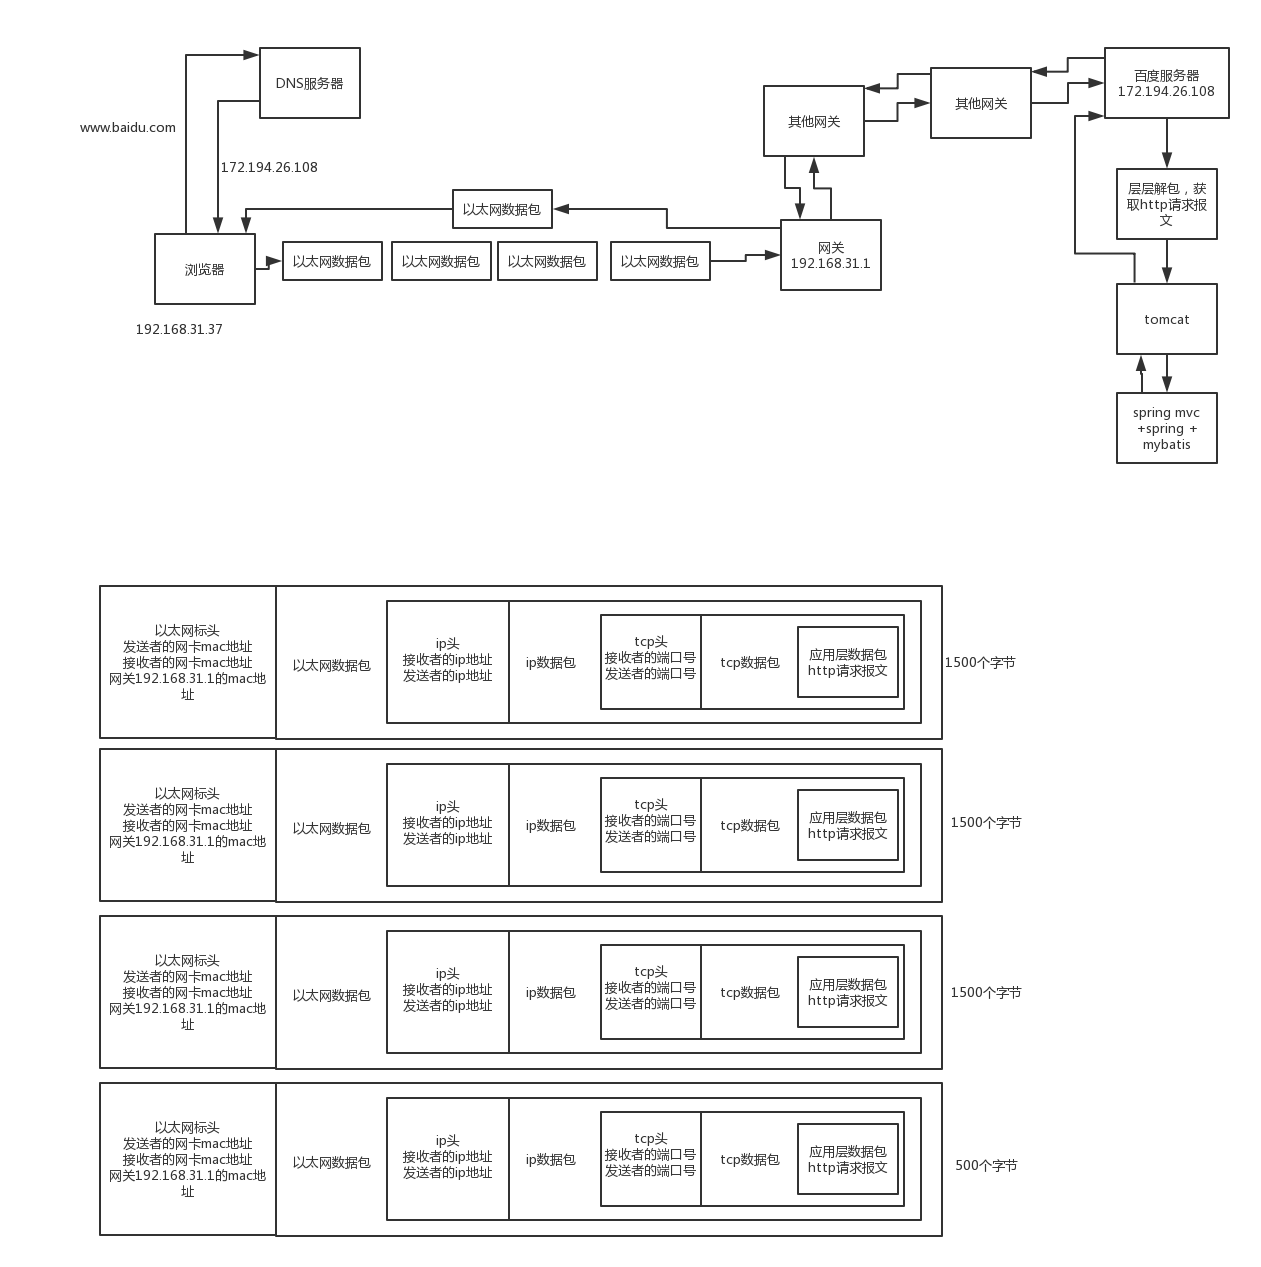 DNS服务器
www.baidu.com
172.194.26.108
浏览器
192.168.31.37
以太网数据包
以太网数据包
以太网数据包
以太网数据包
以太网数据包
网关
192.168.31.1
其他网关
其他网关
百度服务器
172.194.26.108
层层解包，获
取http请求报
文
tomcat
spring mvc
+spring +
mybatis
以太网标头
发送者的网卡mac地址
接收者的网卡mac地址
网关192.168.31.1的mac地
址
以太网数据包
ip头
接收者的ip地址
发送者的ip地址
ip数据包
tcp头
接收者的端口号
发送者的端口号
tcp数据包
应用层数据包
http请求报文
1500个字节
以太网标头
发送者的网卡mac地址
接收者的网卡mac地址
网关192.168.31.1的mac地
址
以太网数据包
ip头
接收者的ip地址
发送者的ip地址
ip数据包
tcp头
接收者的端口号
发送者的端口号
tcp数据包
应用层数据包
http请求报文
1500个字节
以太网标头
发送者的网卡mac地址
接收者的网卡mac地址
网关192.168.31.1的mac地
址
以太网数据包
ip头
接收者的ip地址
发送者的ip地址
ip数据包
tcp头
接收者的端口号
发送者的端口号
tcp数据包
应用层数据包
http请求报文
1500个字节
以太网标头
发送者的网卡mac地址
接收者的网卡mac地址
网关192.168.31.1的mac地
址
以太网数据包
ip头
接收者的ip地址
发送者的ip地址
ip数据包
tcp头
接收者的端口号
发送者的端口号
tcp数据包
应用层数据包
http请求报文
500个字节